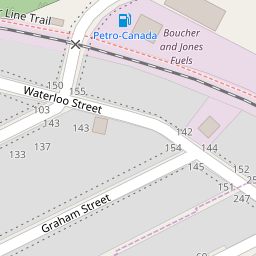 r Line Trail
Petro-Canada
Boucher
and Jones
Fuels
150
155
Waterloo Street
103
143
143
137
133
142
154
144
152
151
25
247
Graham Street